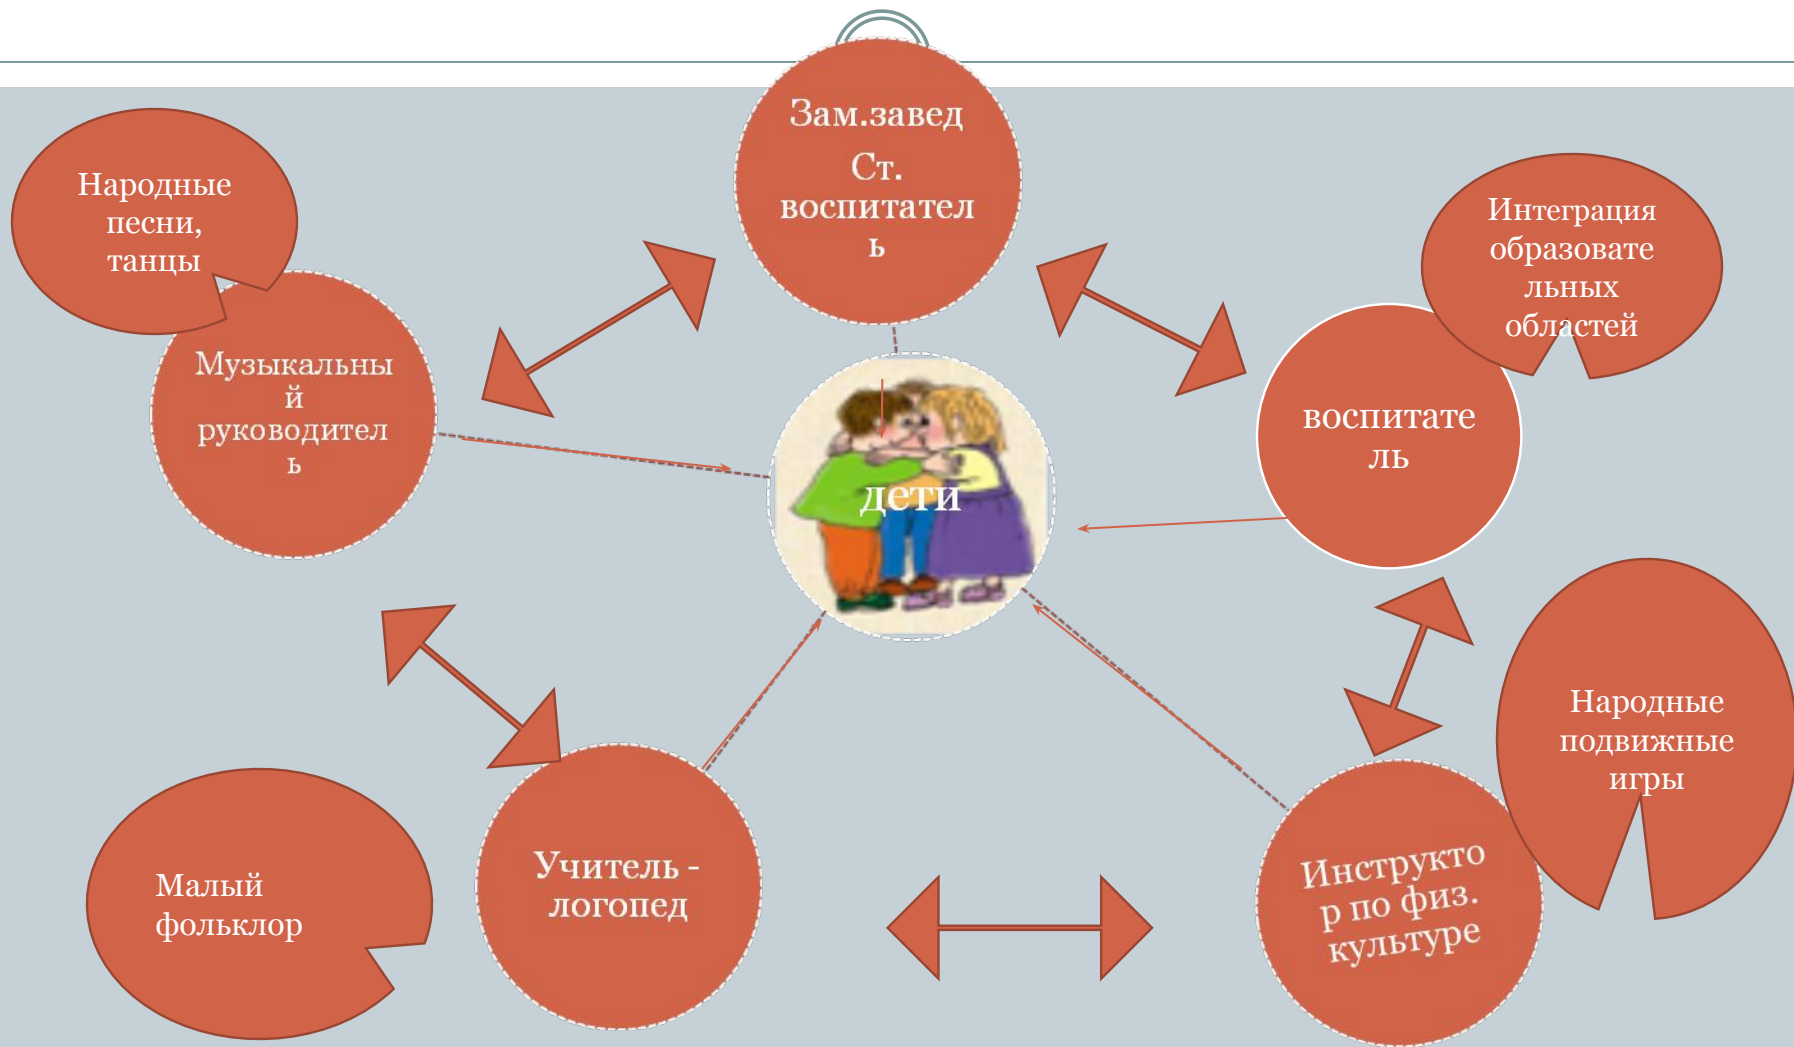 Зам.завед
Ст.
воспитател
ь
Народные
песни,
танцы
Музыкальны
й
руководител
ь
Интеграция
образовате
льных
областей
воспитате
ль
дети
Народные
подвижные
игры
Инструкто
р по физ.
культуре
Учитель -
логопед
Малый
фольклор